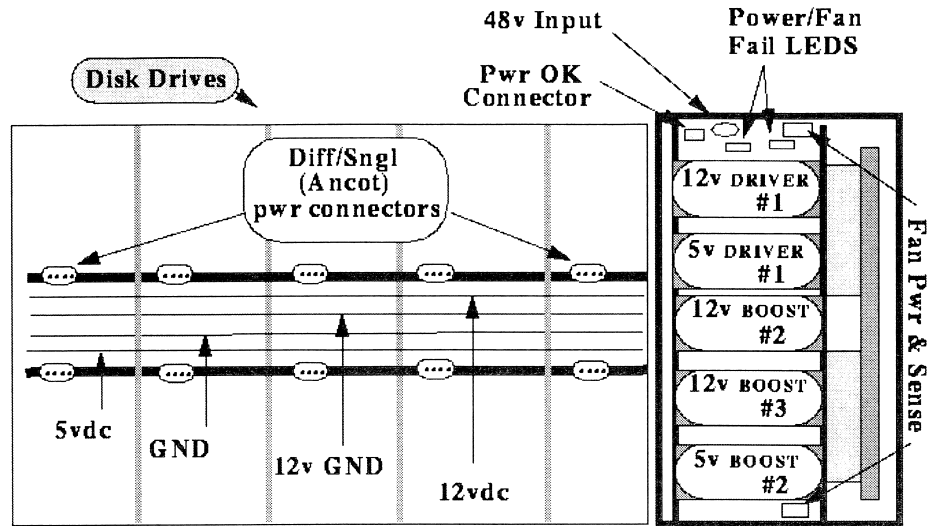 48v Input
Power/Fan
Fail LEDS
Disk Drives
Pwr OK
Connector
Diff/Sngl
(Ancot)
pwr connectors
12v DRIVER
#1
5v DRIVER
#1
12v BOOST
#2
12v BOOST
#3
5v BOOST
#2
Fan Pwr & Sense
5vdc
GND
12v GND
12vdc